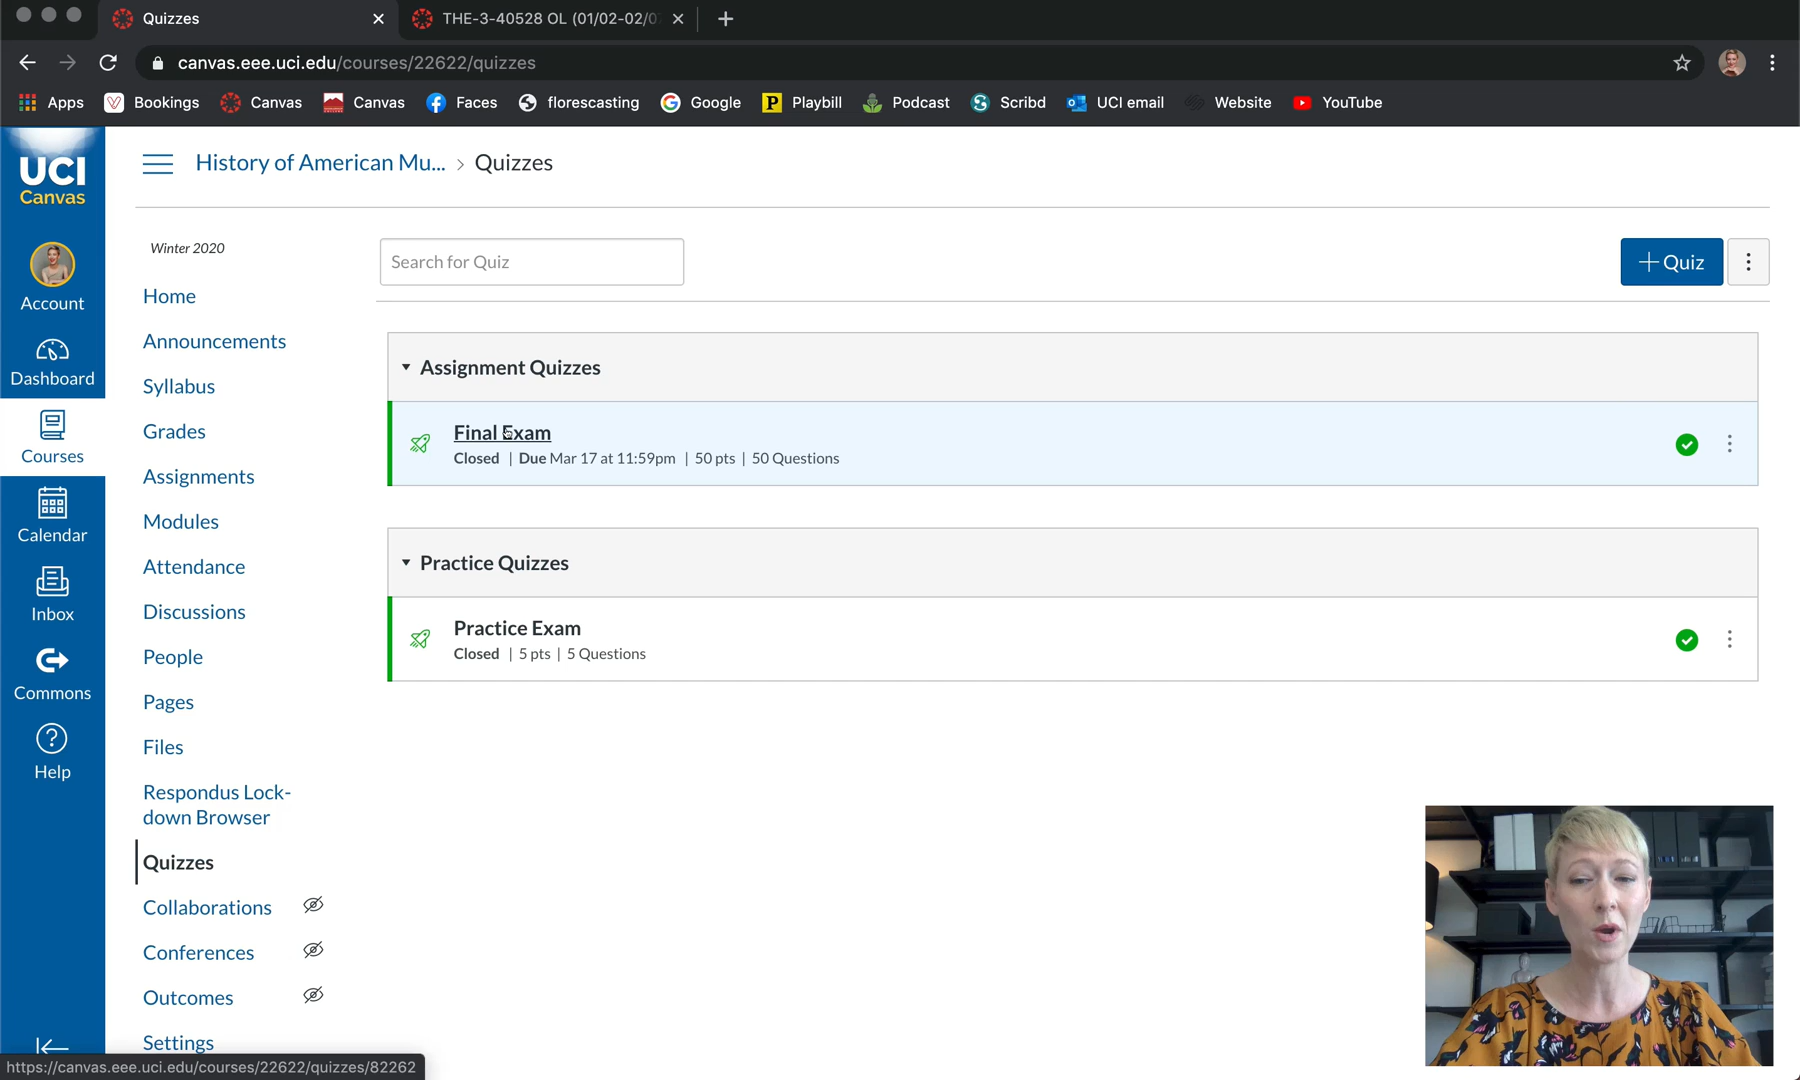 Quizzes
THE-3-40528 OL (01/02-02/0
canvas.eee.uci.edu/courses/22622/quizzes
Apps
Bookings
Canvas
Canvas
Faces
florescasting
Google
Playbill
Podcast
Scribd
UCI email
Website
YouTube
UCI
Canvas
Account
Dashboard
Courses
Calendar
Inbox
Commons
Help
History of American Mu... > Quizzes
Winter 2020
Home
Announcements
Syllabus
Grades
Assignments
Modules
Attendance
Discussions
People
Pages
Files
Respondus Lock-
down Browser
Quizzes
Collaborations
Conferences
Outcomes
Settings
Search for Quiz
+ Quiz
Assignment Quizzes
Final Exam
Closed | Due Mar 17 at 11:59pm | 50 pts | 50 Questions
Practice Quizzes
Practice Exam
Closed | 5 pts | 5 Questions
https://canvas.eee.uci.edu/courses/22622/quizzes/82262